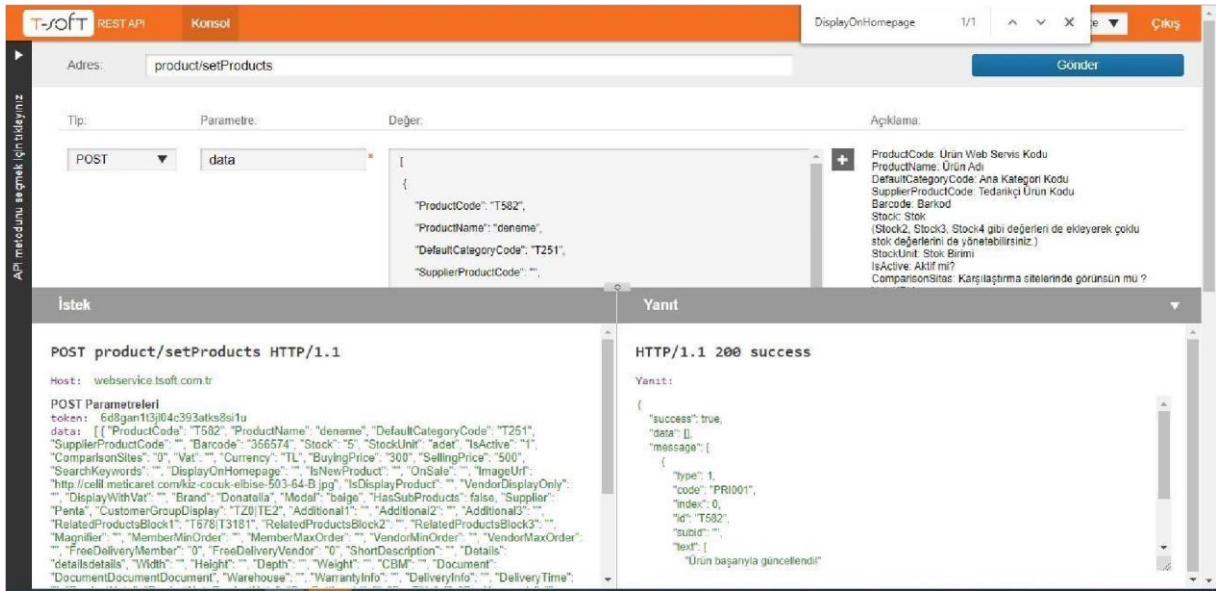 T-SOFT REST API
Konsol
DisplayOnHomepage 1/1
Çıkış
Adres: product/setProducts
Gönder
API metodunu seçmek için tıklayınız
Tip: Parametre: Değer: Açıklama:
POST data *
[
{
"ProductCode": "T582",
"ProductName": "deneme",
"DefaultCategoryCode": "T251",
"SupplierProductCode": "",
ProductCode: Ürün Web Servis Kodu
ProductName: Ürün Adı
DefaultCategoryCode: Ana Kategori Kodu
SupplierProductCode: Tedarikçi Ürün Kodu
Barcode: Barkod
Stock: Stok
(Stock2, Stock3, Stock4 gibi değerleri de ekleyerek çoklu
stok değerlerini de yönetebilirsiniz.)
StockUnit: Stok Birimi
IsActive: Aktif mi?
ComparisonSites: Karşılaştırma sitelerinde görünsün mü ?
İstek
POST product/setProducts HTTP/1.1
Host: webservice.tsoft.com.tr
POST Parametreleri
token: 6d8gan1t3jl04c393atks8si1u
data: [{ "ProductCode": "T582", "ProductName": "deneme", "DefaultCategoryCode": "T251",
"SupplierProductCode": "", "Barcode": "356574", "Stock": "5", "StockUnit": "adet", "IsActive": "1",
"ComparisonSites": "0", "Vat": "", "Currency": "TL", "BuyingPrice": "300", "SellingPrice": "500",
"SearchKeywords": "", "DisplayOnHomepage": "", "IsNewProduct": "", "OnSale": "", "ImageUrl":
"http://celil.meticaret.com/kiz-cocuk-elbise-503-64-B.jpg", "IsDisplayProduct": "", "VendorDisplayOnly":
"", "DisplayWithVat": "", "Brand": "Donatella", "Model": "beige", "HasSubProducts": false, "Supplier":
"Penta", "CustomerGroupDisplay": "TZ0|TE2", "Additional1": "", "Additional2": "", "Additional3": "",
"RelatedProductsBlock1": "T678|T3181", "RelatedProductsBlock2": "", "RelatedProductsBlock3": "",
"Magnifier": "", "MemberMinOrder": "", "MemberMaxOrder": "", "VendorMinOrder": "", "VendorMaxOrder":
"", "FreeDeliveryMember": "0", "FreeDeliveryVendor": "0", "ShortDescription": "", "Details":
"detailsdetails", "Width": "", "Height": "", "Depth": "", "Weight": "", "CBM": "", "Document":
"DocumentDocumentDocument", "Warehouse": "", "WarrantyInfo": "", "DeliveryInfo": "", "DeliveryTime":
Yanıt
HTTP/1.1 200 success
Yanıt:
{
"success": true,
"data": [],
"message": [
{
"type": 1,
"code": "PRI001",
"index": 0,
"id": "T582",
"subid": "",
"text": [
"Ürün başarıyla güncellendi!"